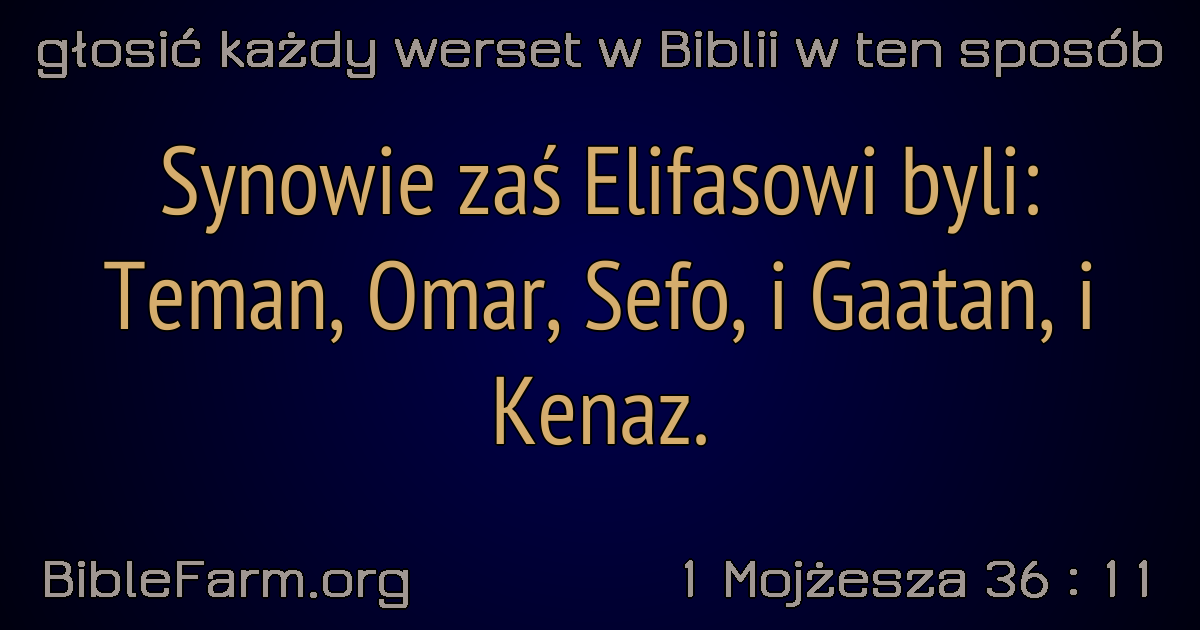 głosić każdy werset w Biblii w ten sposób
Synowie zaś Elifasowi byli:
Teman, Omar, Sefo, i Gaatan, i
Kenaz.
BibleFarm.org
1 Mojżesza 36 : 11